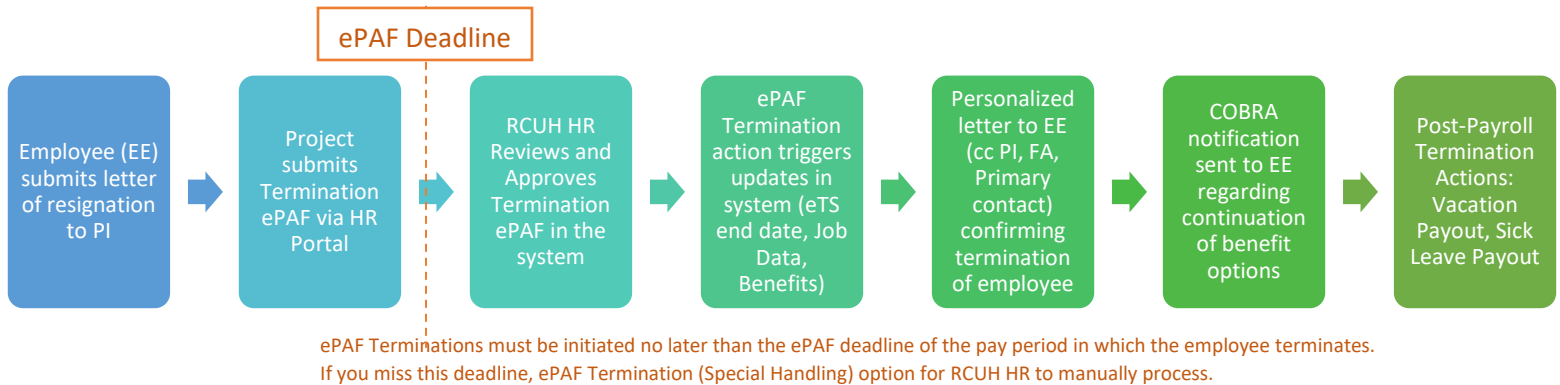 ePAF Deadline
Employee (EE)
submits letter
of resignation
to PI
Project
submits
Termination
ePAF via HR
Portal
RCUH HR
Reviews and
Approves
Termination
ePAF in the
system
ePAF
Termination
action triggers
updates in
system (eTS
end date, Job
Data,
Benefits)
Personalized
letter to EE
(cc PI, FA,
Primary
contact)
confirming
termination
of employee
COBRA
notification
sent to EE
regarding
continuation
of benefit
options
Post-Payroll
Termination
Actions:
Vacation
Payout, Sick
Leave Payout
ePAF Terminations must be initiated no later than the ePAF deadline of the pay period in which the employee terminates.
If you miss this deadline, ePAF Termination (Special Handling) option for RCUH HR to manually process.